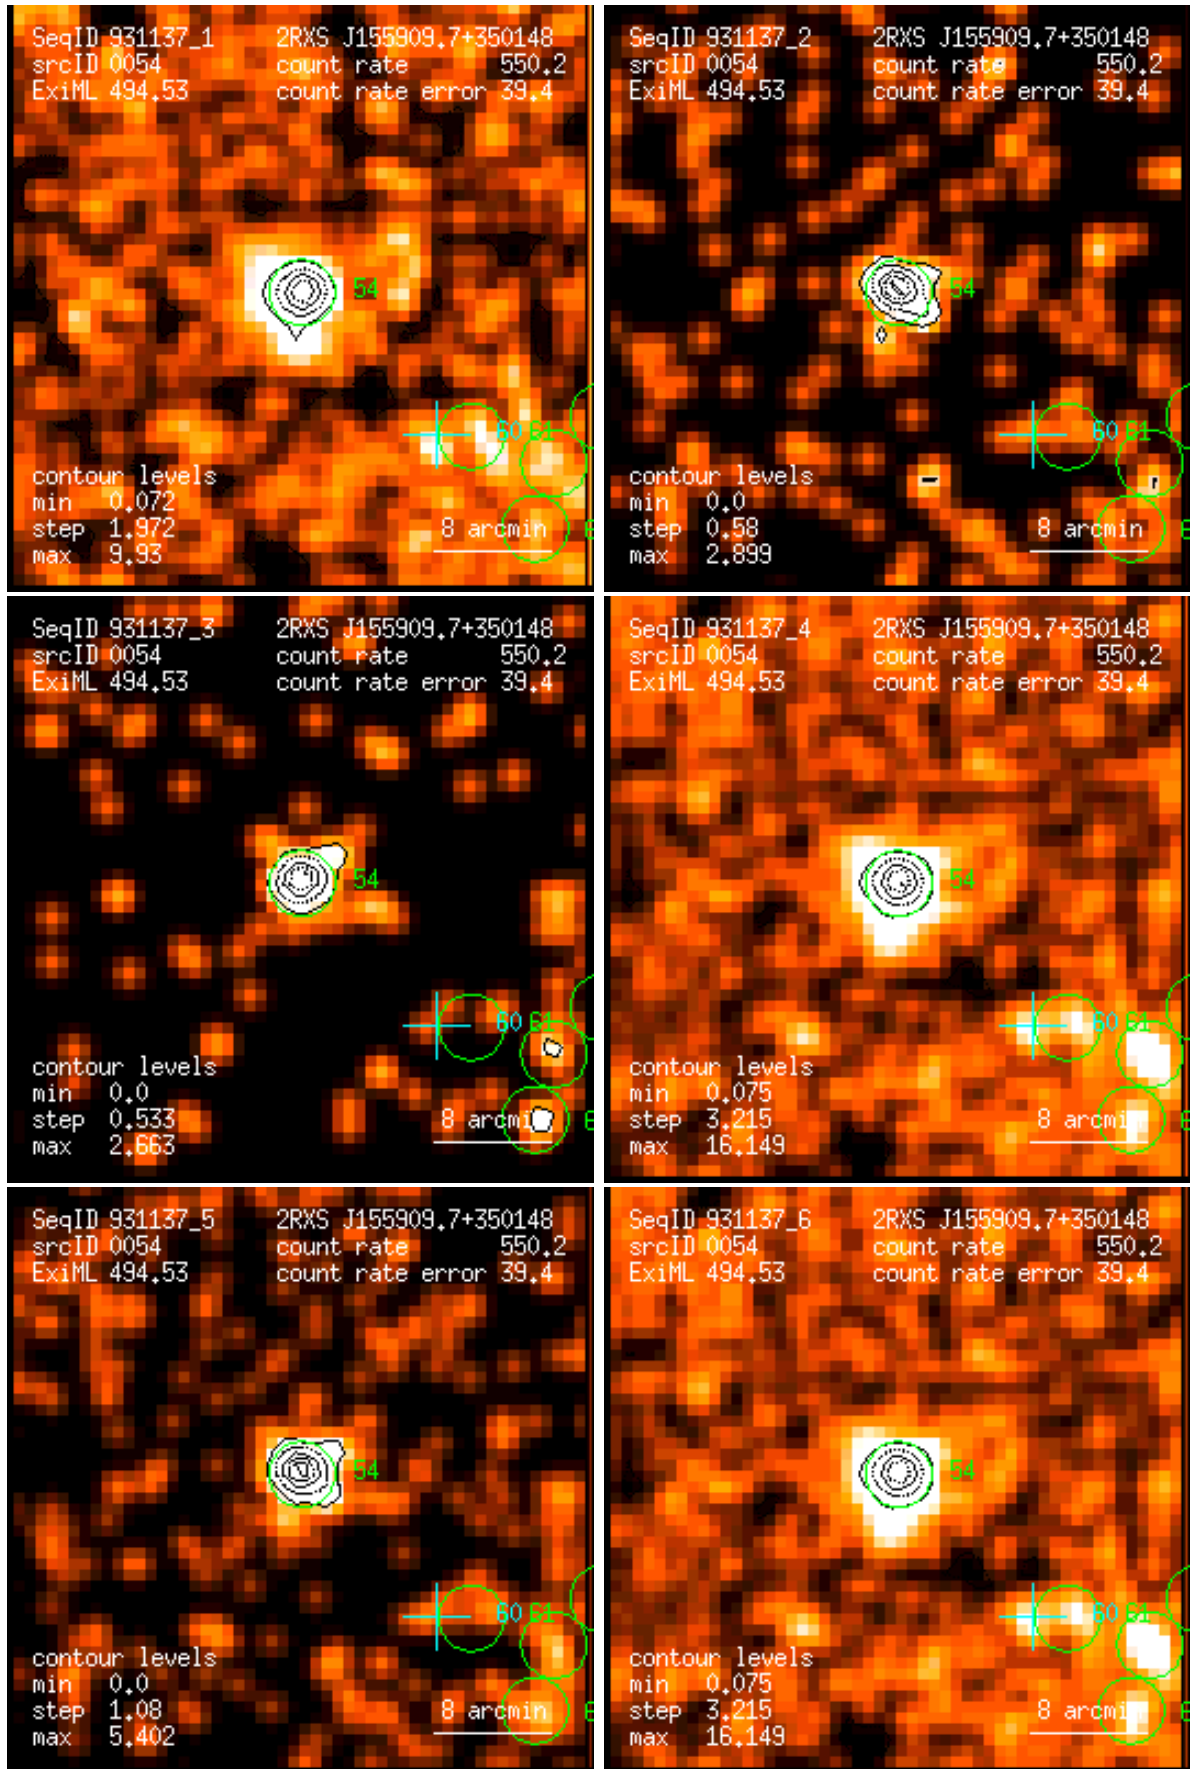 SeqID 931137_1 2RXS J155909.7+350148
srcID 0054 count rate 550.2
ExiML 494.53 count rate error 39.4
54
60 61
contour levels
min 0.072
step 1.972 8 arcmin
max 9.93
SeqID 931137_2 2RXS J155909.7+350148
srcID 0054 count rate 550.2
ExiML 494.53 count rate error 39.4
54
60 61
contour levels
min 0.0
step 0.58 8 arcmin
max 2.899
SeqID 931137_3 2RXS J155909.7+350148
srcID 0054 count rate 550.2
ExiML 494.53 count rate error 39.4
54
60 61
contour levels
min 0.0
step 0.533 8 arcmin
max 2.663
SeqID 931137_4 2RXS J155909.7+350148
srcID 0054 count rate 550.2
ExiML 494.53 count rate error 39.4
54
60 61
contour levels
min 0.075
step 3.215 8 arcmin
max 16.149
SeqID 931137_5 2RXS J155909.7+350148
srcID 0054 count rate 550.2
ExiML 494.53 count rate error 39.4
54
60 61
contour levels
min 0.0
step 1.08 8 arcmin
max 5.402
SeqID 931137_6 2RXS J155909.7+350148
srcID 0054 count rate 550.2
ExiML 494.53 count rate error 39.4
54
60 61
contour levels
min 0.075
step 3.215 8 arcmin
max 16.149